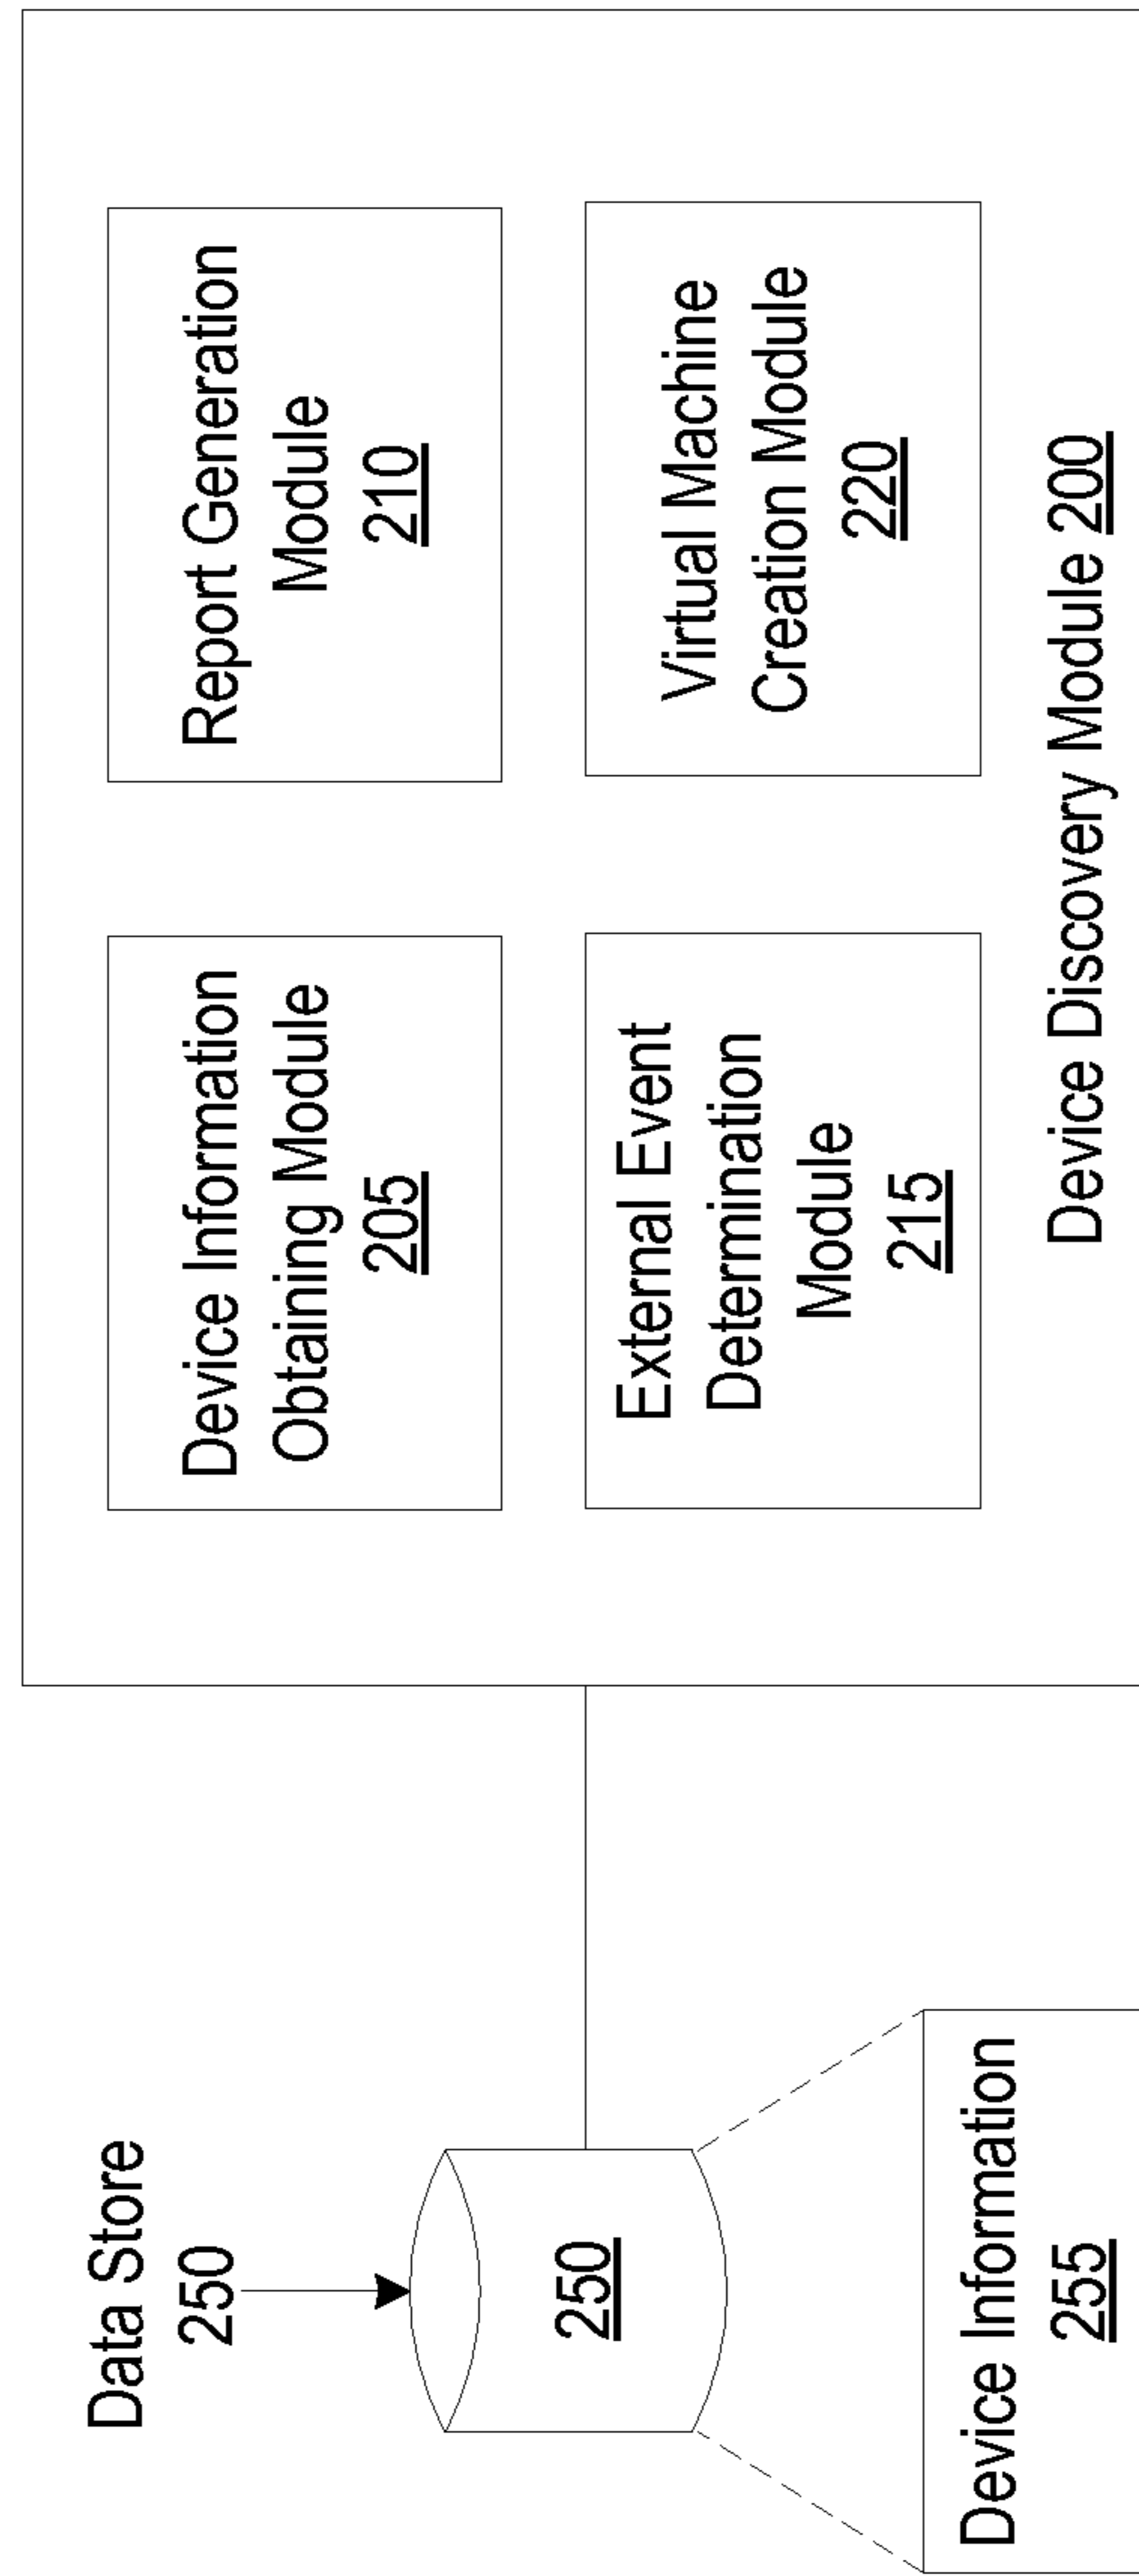 Data Store
250
250
Device Information
255
Device Information
Obtaining Module
205
Report Generation
Module
210
External Event
Determination
Module
215
Virtual Machine
Creation Module
220
Device Discovery Module 200